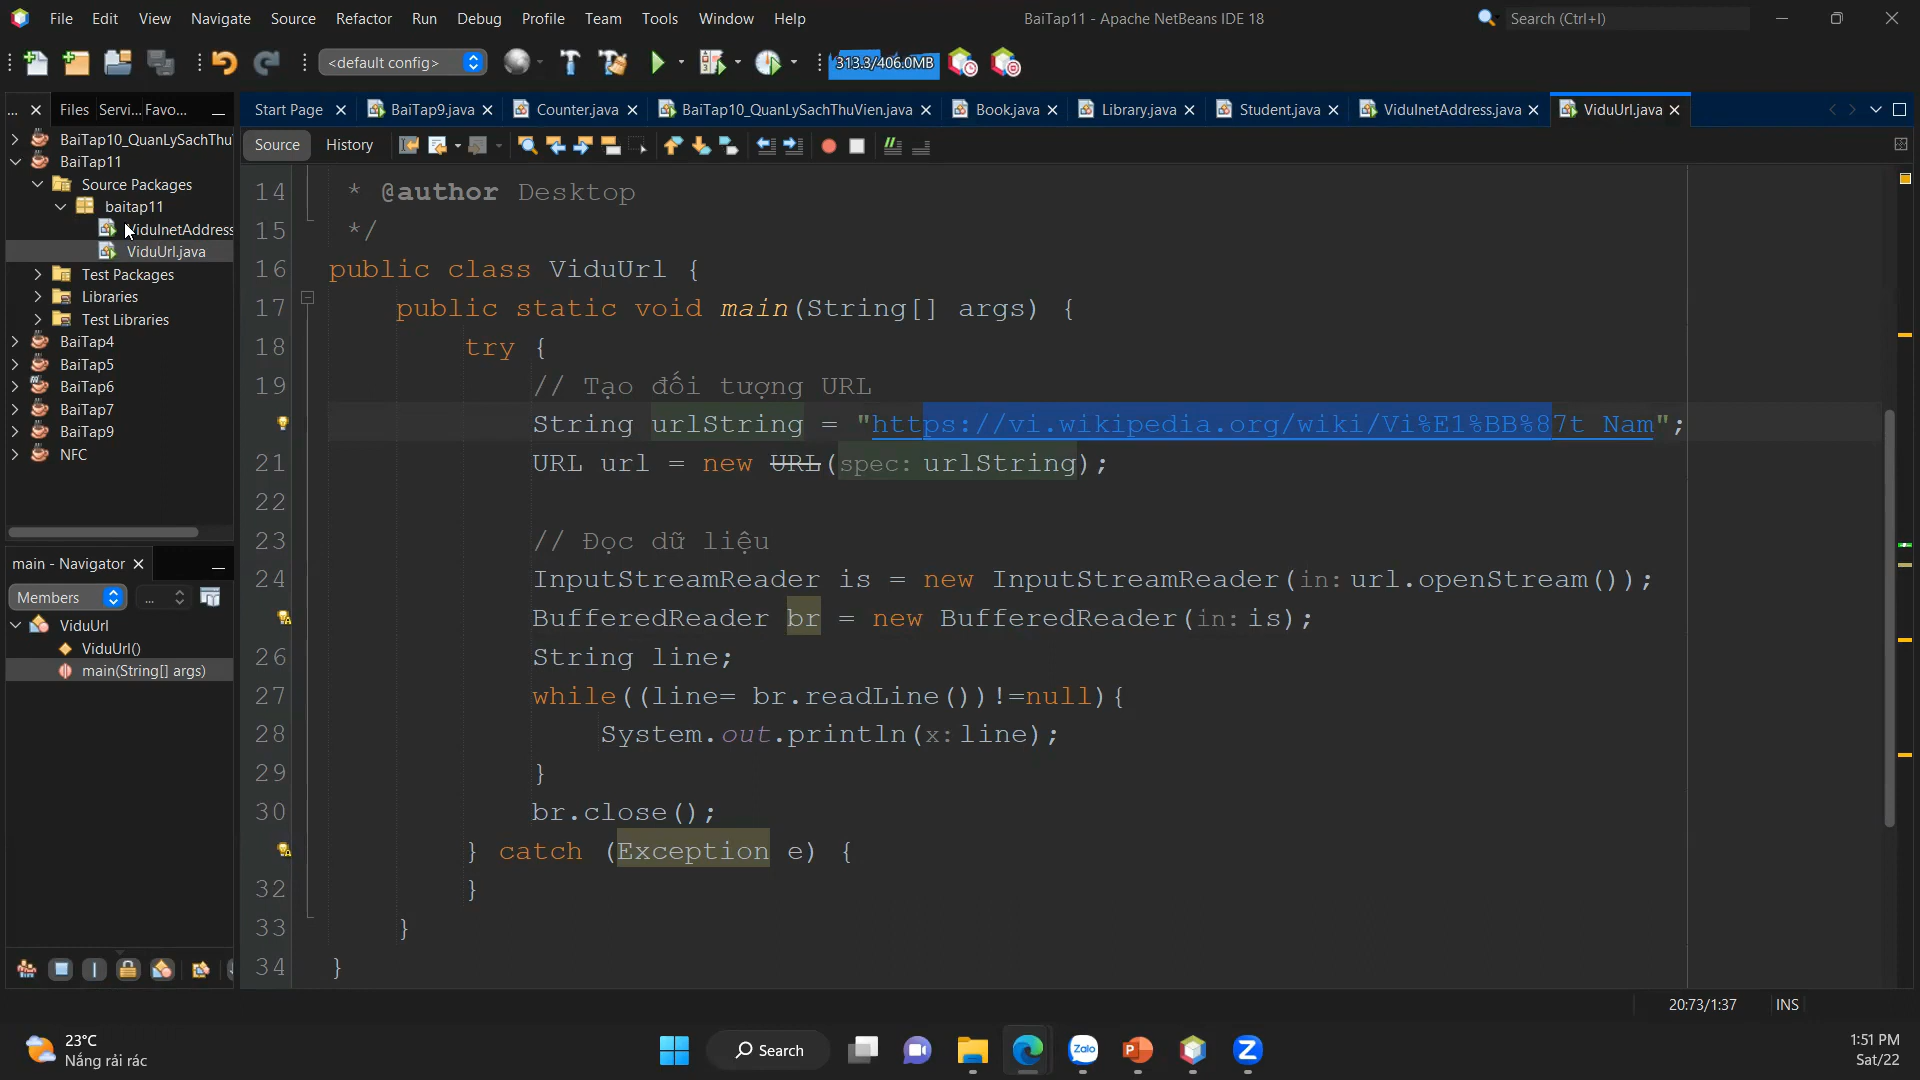 File Edit View Navigate Source Refactor Run Debug Profile Team Tools Window Help
BaiTap11 - Apache NetBeans IDE 18
Search (Ctrl+I)
<default config>
313.3/406.0MB
... Files Servi... Favo...
Start Page BaiTap9.java Counter.java BaiTap10_QuanLySachThuVien.java Book.java Library.java Student.java ViduInetAddress.java ViduUrl.java
BaiTap10_QuanLySachThu
BaiTap11
Source Packages
baitap11
ViduInetAddress
ViduUrl.java
Test Packages
Libraries
Test Libraries
BaiTap4
BaiTap5
BaiTap6
BaiTap7
BaiTap9
NFC
main - Navigator
Members ...
ViduUrl
ViduUrl()
main(String[] args)
Source History
14 * @author Desktop
15 */
16 public class ViduUrl {
17 public static void main(String[] args) {
18 try {
19 // Tạo đối tượng URL
String urlString = "https://vi.wikipedia.org/wiki/Vi%E1%BB%87t_Nam";
21 URL url = new URL(spec: urlString);
22
23 // Đọc dữ liệu
24 InputStreamReader is = new InputStreamReader(in: url.openStream());
BufferedReader br = new BufferedReader(in: is);
26 String line;
27 while((line= br.readLine())!=null){
28 System.out.println(x: line);
29 }
30 br.close();
} catch (Exception e) {
32 }
33 }
34 }
20:73/1:37 INS
23°C
Nắng rải rác
Search
Zalo
1:51 PM
Sat/22